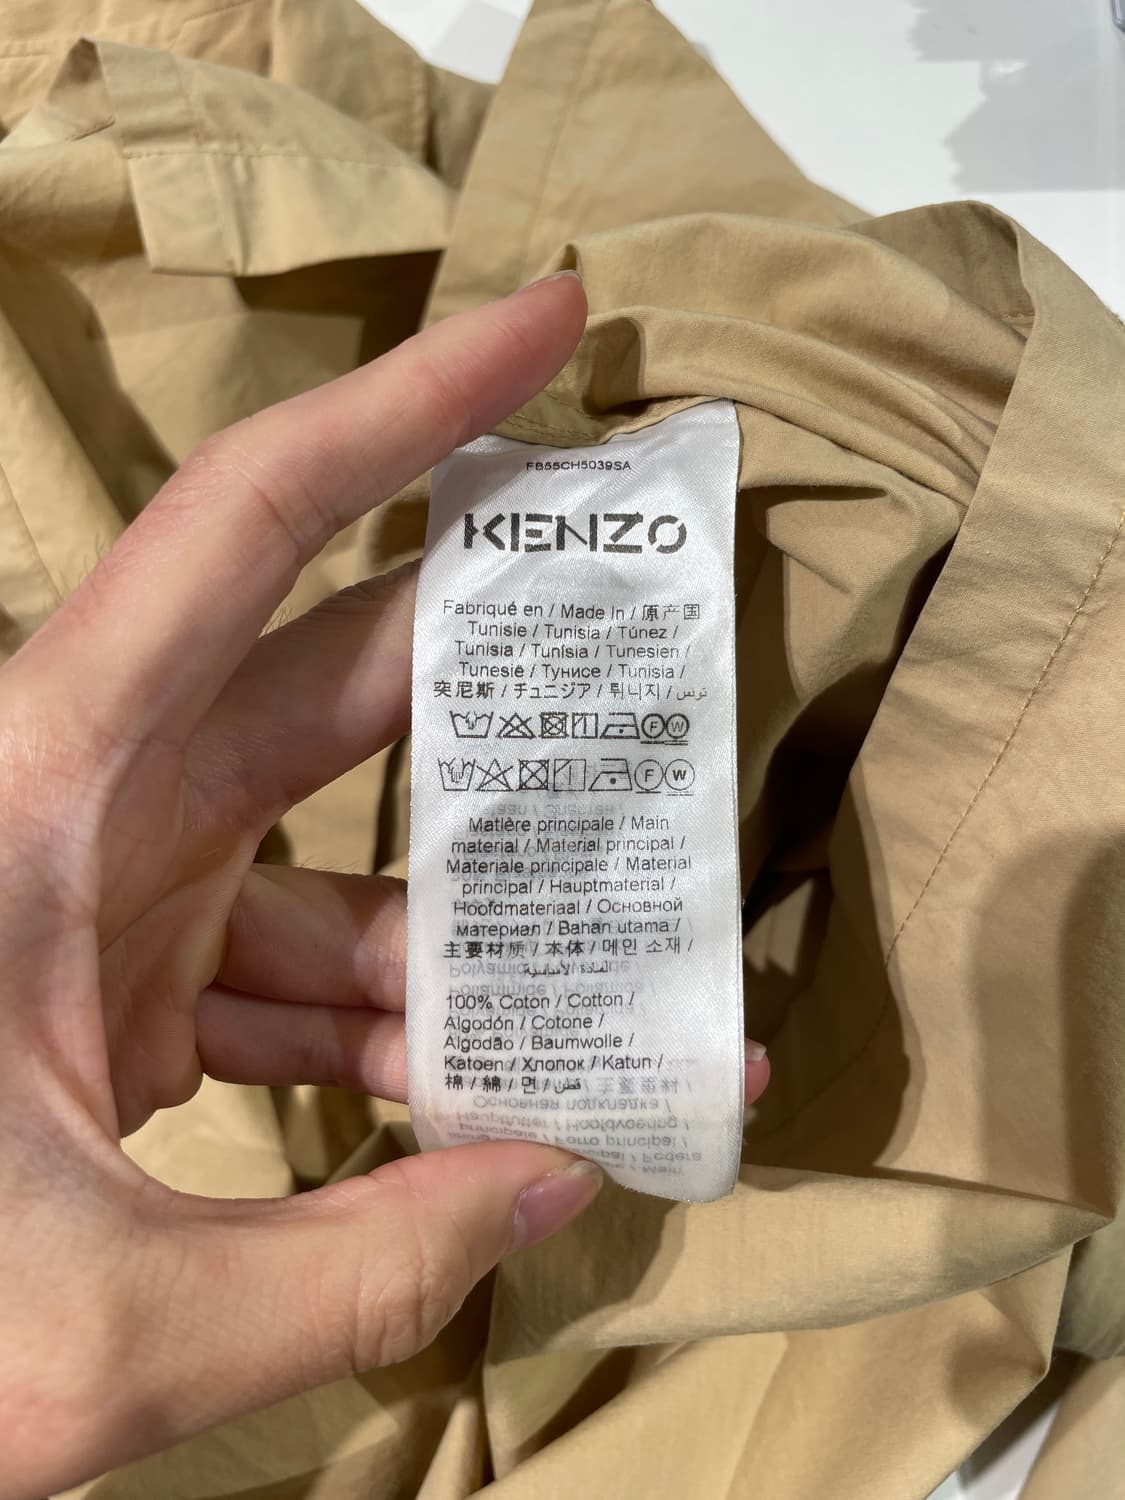 FB55CH5039SA
KENZO
Fabriqué en / Made In / 原产国
Tunisie / Tunisia / Túnez /
Tunísia / Tunísia / Tunesien /
Tunesië / Тунисе / Tunisia /
突尼斯 / チュニジア / 튀니지 / تونس
F W
F W
Matière principale / Main
material / Material principal /
Materiale principale / Material
principal / Hauptmaterial /
Hoofdmateriaal / Основной
материал / Bahan utama /
主要材质 / 本体 / 메인 소재 /
المادة الأساسية
100% Coton / Cotton /
Algodón / Cotone /
Algodão / Baumwolle /
Katoen / Хлопок / Katun /
棉 / 綿 / 면 / قطن